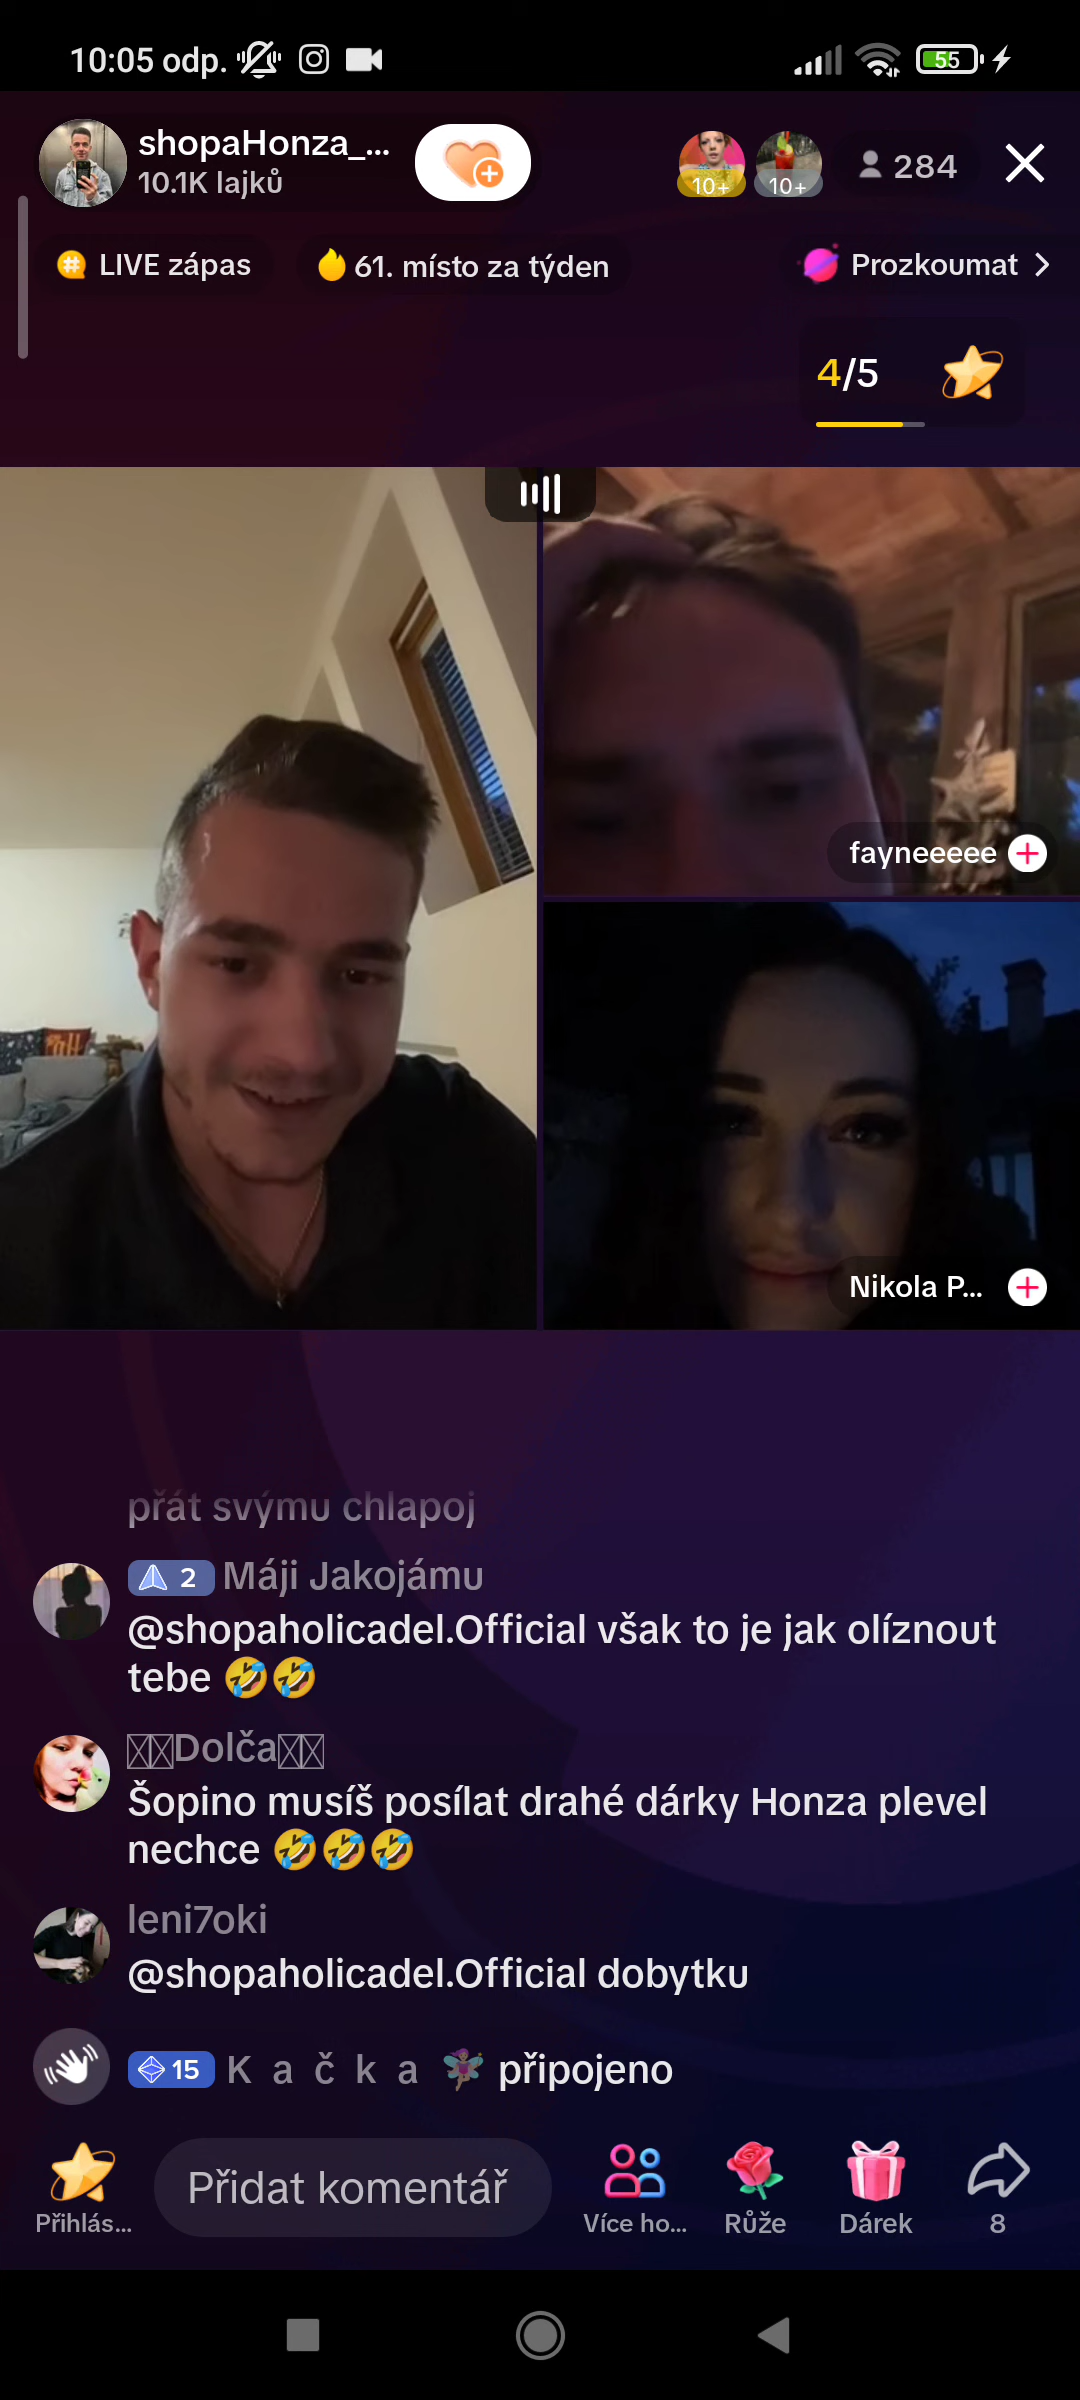 10:05 odp.
55
shopaHonza_...
10.1K lajků
10+
10+
284
LIVE zápas
61. místo za týden
Prozkoumat
4/5
fayneeeee
Nikola P...
přát svýmu chlapoj
2 Máji Jakojámu
@shopaholicadel.Official však to je jak olíznout
tebe 🤣🤣
Dolča
Šopino musíš posílat drahé dárky Honza plevel
nechce 🤣🤣🤣
leni7oki
@shopaholicadel.Official dobytku
15 K a č k a 🧚 připojeno
Přidat komentář
Přihlás...
Více ho...
Růže
Dárek
8